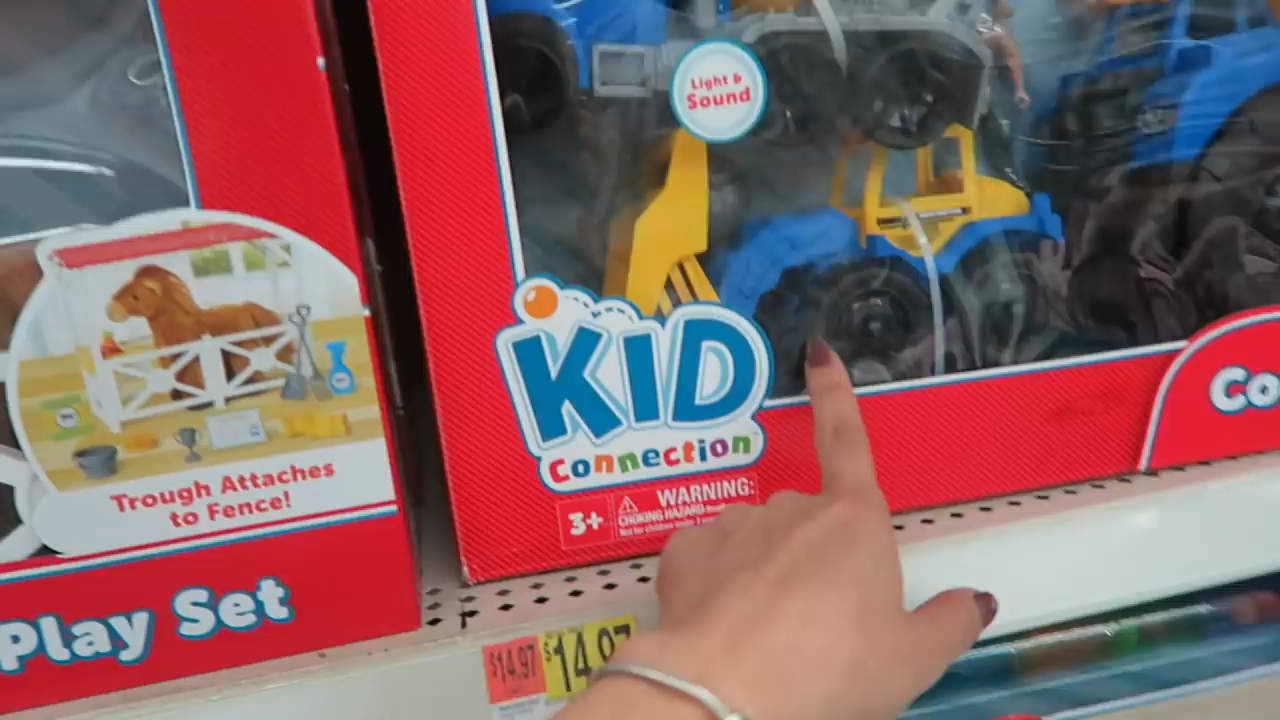 Light &
Sound
KID
Connection
3+
WARNING:
CHOKING HAZARD
Trough Attaches
to Fence!
Play Set
Co
$14.97
$14.97